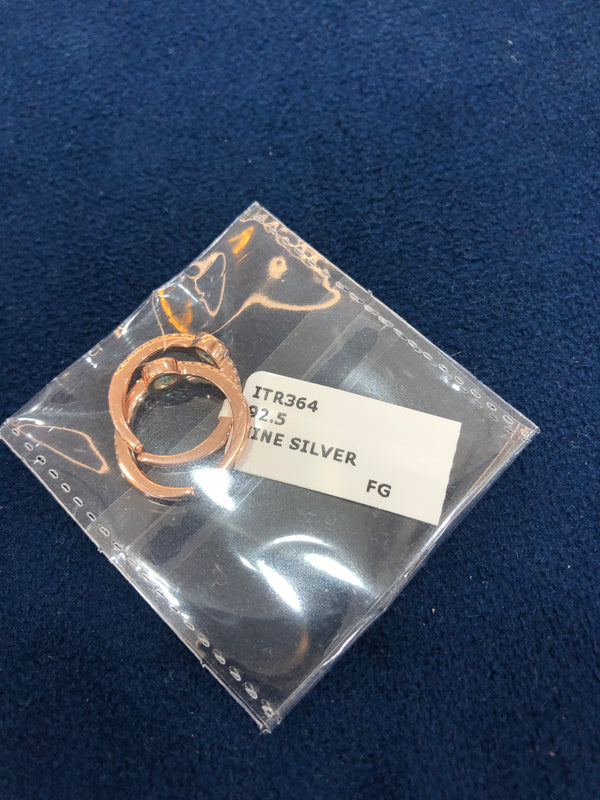 ITR364
92.5
INE SILVER
FG